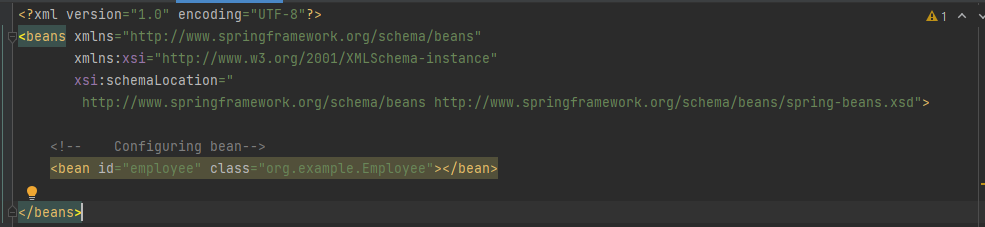 <?xml version="1.0" encoding="UTF-8"?>
1
<beans xmlns="http://www.springframework.org/schema/beans"
xmlns:xsi="http://www.w3.org/2001/XMLSchema-instance"
xsi:schemaLocation="
http://www.springframework.org/schema/beans http://www.springframework.org/schema/beans/spring-beans.xsd">
<!-- Configuring bean-->
<bean id="employee" class="org.example.Employee"></bean>
</beans>